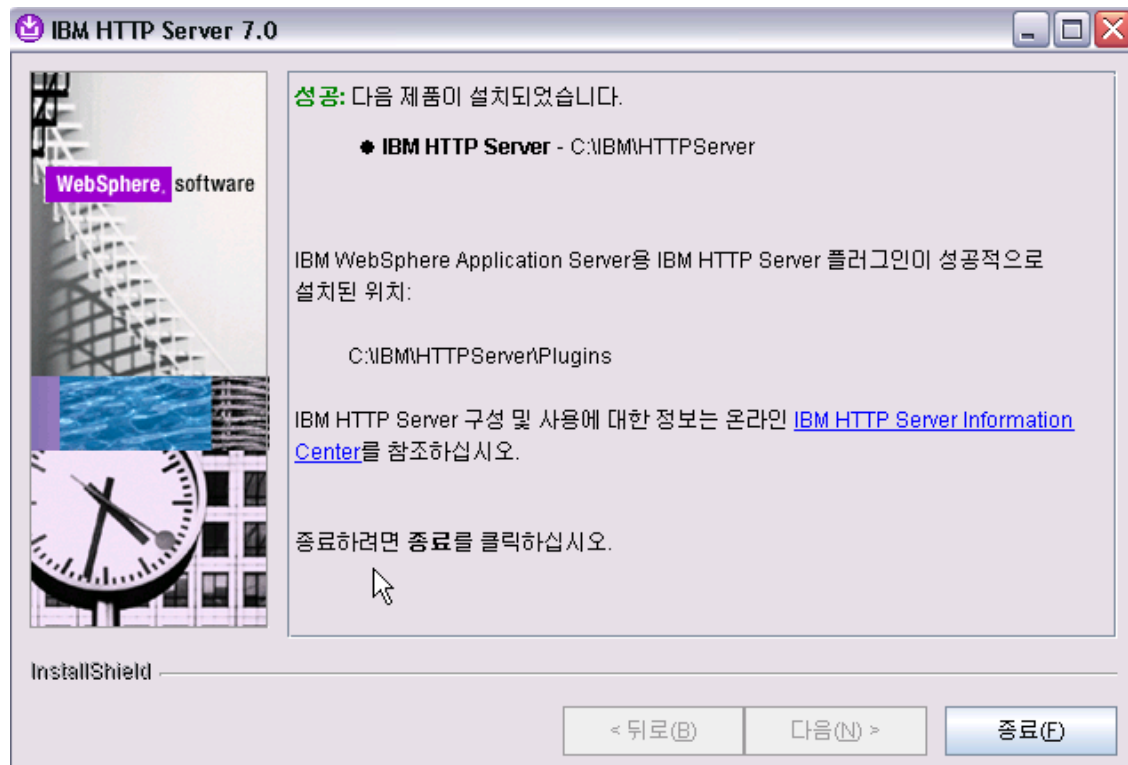 IBM HTTP Server 7.0
WebSphere. software
성공: 다음 제품이 설치되었습니다.
● IBM HTTP Server - C:\IBM\HTTPServer
IBM WebSphere Application Server용 IBM HTTP Server 플러그인이 성공적으로
설치된 위치:
C:\IBM\HTTPServer\Plugins
IBM HTTP Server 구성 및 사용에 대한 정보는 온라인 IBM HTTP Server Information
Center를 참조하십시오.
종료하려면 종료를 클릭하십시오.
InstallShield
< 뒤로(B)
다음(N) >
종료(F)